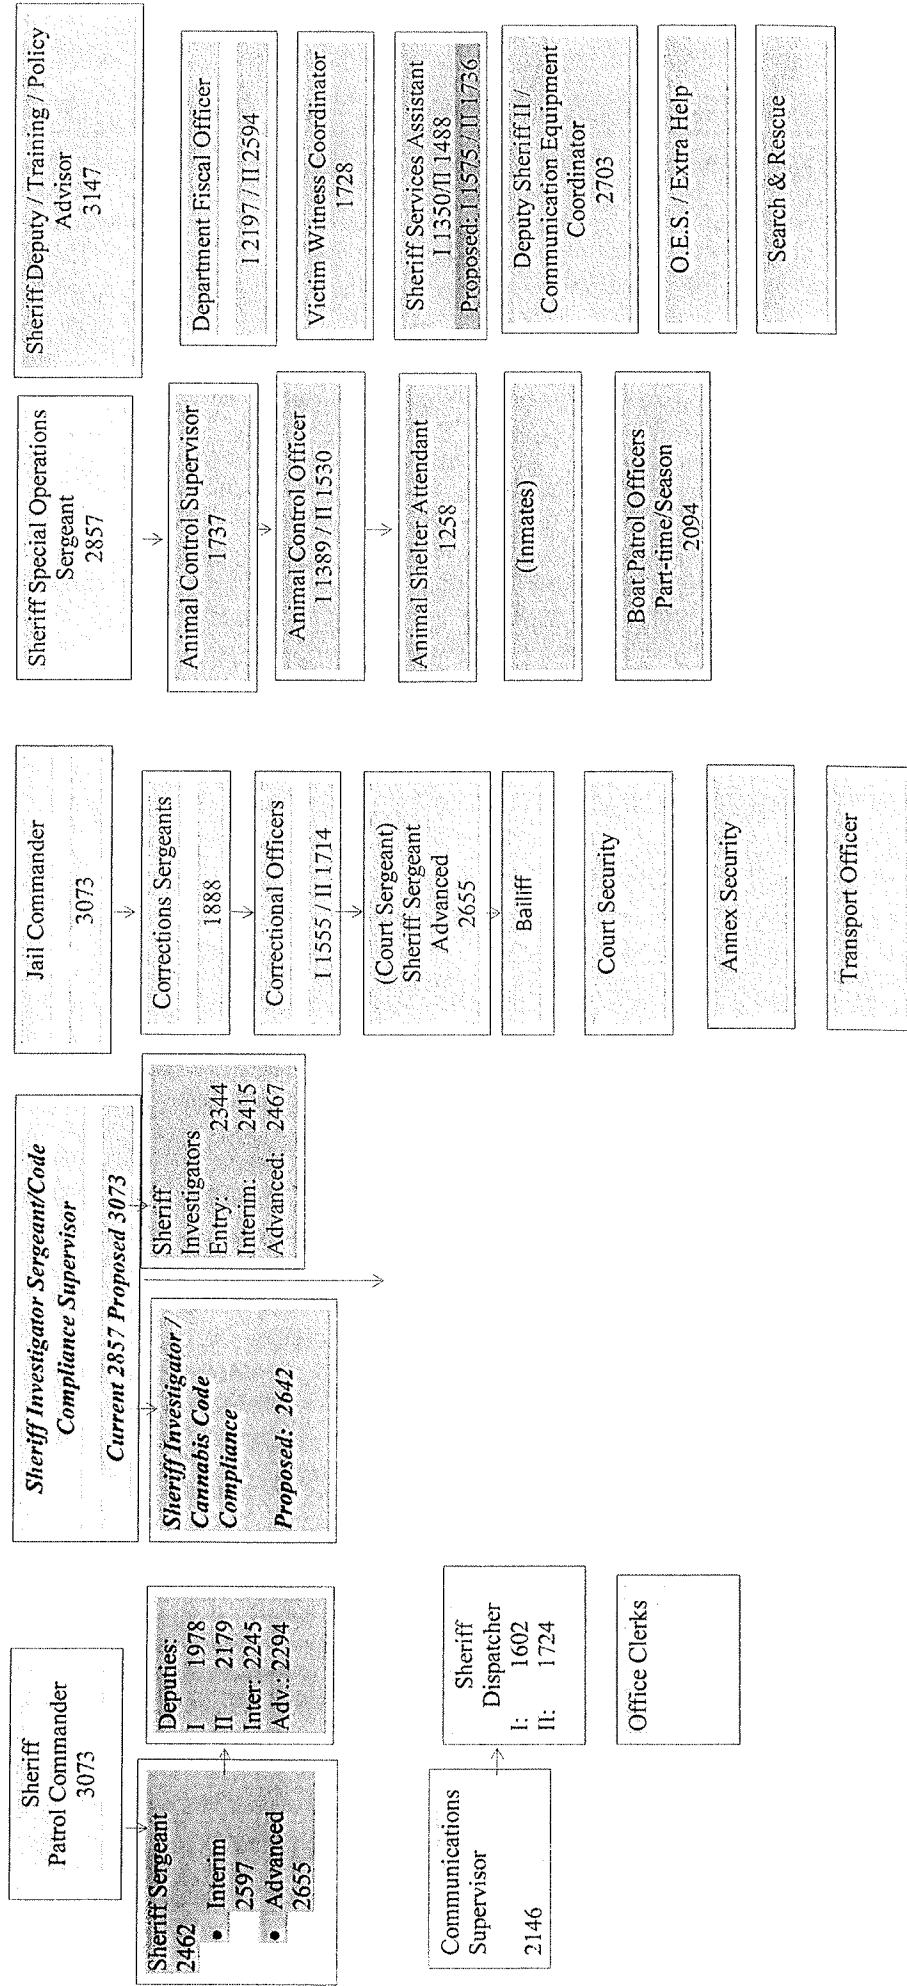 Sheriff
Patrol Commander
3073
Sheriff Sergeant
2462
• Interim
2597
• Advanced
2655
Deputies:
I 1978
II 2179
Inter: 2245
Adv.: 2294
Communications
Supervisor
2146
Sheriff
Dispatcher
I: 1602
II: 1724
Office Clerks
Sheriff Investigator Sergeant/Code
Compliance Supervisor
Current 2857 Proposed 3073
Sheriff Investigator /
Cannabis Code
Compliance
Proposed: 2642
Sheriff
Investigators
Entry: 2344
Interim: 2415
Advanced: 2467
Jail Commander
3073
Corrections Sergeants
1888
Correctional Officers
I 1555 / II 1714
(Court Sergeant)
Sheriff Sergeant
Advanced
2655
Bailiff
Court Security
Annex Security
Transport Officer
Sheriff Special Operations
Sergeant
2857
Animal Control Supervisor
1737
Animal Control Officer
I 1389 / II 1530
Animal Shelter Attendant
1258
(Inmates)
Boat Patrol Officers
Part-time/Season
2094
Sheriff Deputy / Training / Policy
Advisor
3147
Department Fiscal Officer
I 2197 / II 2594
Victim Witness Coordinator
1728
Sheriff Services Assistant
I 1350/II 1488
Proposed: I 1575 / II 1736
Deputy Sheriff II /
Communication Equipment
Coordinator
2703
O.E.S. / Extra Help
Search & Rescue